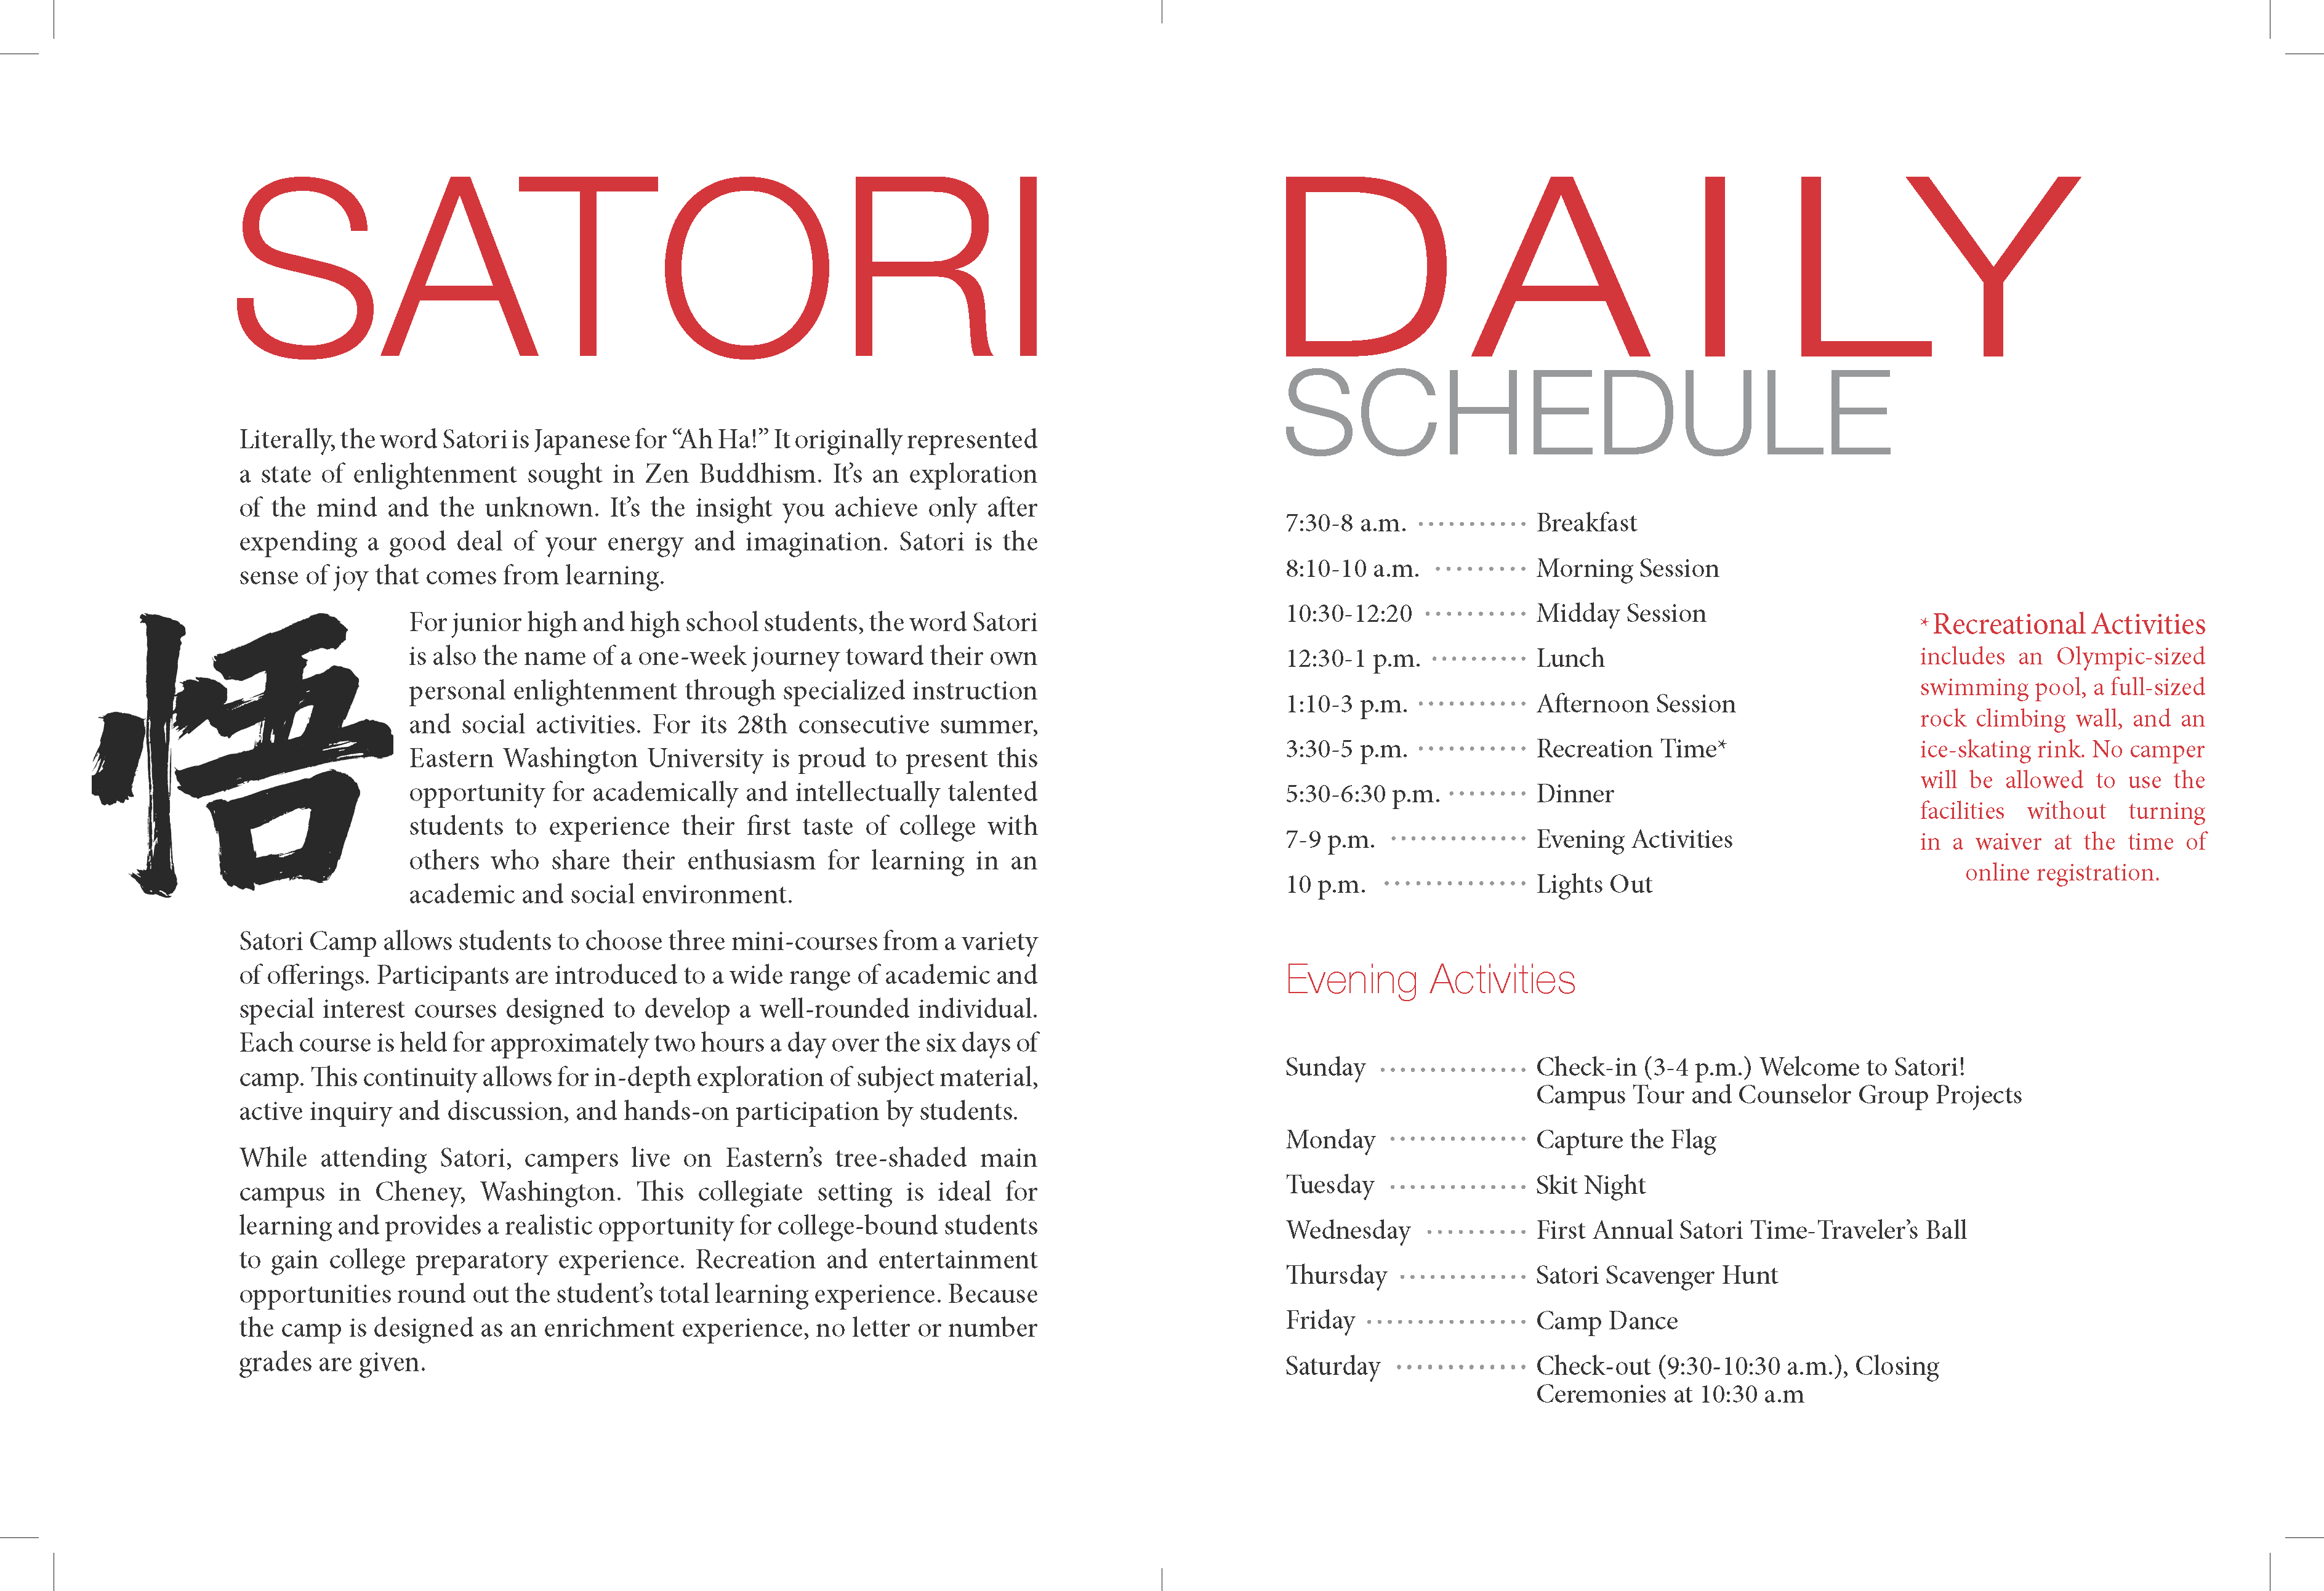 SATORI
Literally, the word Satori is Japanese for “Ah Ha!” It originally represented
a state of enlightenment sought in Zen Buddhism. It’s an exploration
of the mind and the unknown. It’s the insight you achieve only after
expending a good deal of your energy and imagination. Satori is the
sense of joy that comes from learning.
悟
For junior high and high school students, the word Satori
is also the name of a one-week journey toward their own
personal enlightenment through specialized instruction
and social activities. For its 28th consecutive summer,
Eastern Washington University is proud to present this
opportunity for academically and intellectually talented
students to experience their first taste of college with
others who share their enthusiasm for learning in an
academic and social environment.
Satori Camp allows students to choose three mini-courses from a variety
of offerings. Participants are introduced to a wide range of academic and
special interest courses designed to develop a well-rounded individual.
Each course is held for approximately two hours a day over the six days of
camp. This continuity allows for in-depth exploration of subject material,
active inquiry and discussion, and hands-on participation by students.
While attending Satori, campers live on Eastern’s tree-shaded main
campus in Cheney, Washington. This collegiate setting is ideal for
learning and provides a realistic opportunity for college-bound students
to gain college preparatory experience. Recreation and entertainment
opportunities round out the student’s total learning experience. Because
the camp is designed as an enrichment experience, no letter or number
grades are given.
DAILY
SCHEDULE
7:30-8 a.m. ··········· Breakfast
8:10-10 a.m. ········· Morning Session
10:30-12:20 ·········· Midday Session
12:30-1 p.m. ·········· Lunch
1:10-3 p.m. ··········· Afternoon Session
3:30-5 p.m. ··········· Recreation Time*
5:30-6:30 p.m. ········ Dinner
7-9 p.m. ·············· Evening Activities
10 p.m. ·············· Lights Out
* Recreational Activities
includes an Olympic-sized
swimming pool, a full-sized
rock climbing wall, and an
ice-skating rink. No camper
will be allowed to use the
facilities without turning
in a waiver at the time of
online registration.
Evening Activities
Sunday ··············· Check-in (3-4 p.m.) Welcome to Satori!
Campus Tour and Counselor Group Projects
Monday ·············· Capture the Flag
Tuesday ·············· Skit Night
Wednesday ·········· First Annual Satori Time-Traveler’s Ball
Thursday ············· Satori Scavenger Hunt
Friday ················ Camp Dance
Saturday ············· Check-out (9:30-10:30 a.m.), Closing
Ceremonies at 10:30 a.m